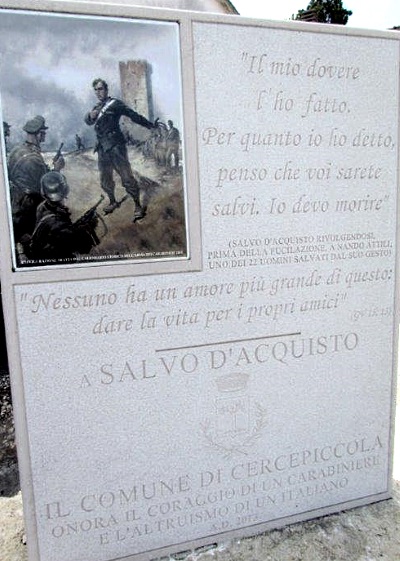 "Il mio dovere
l'ho fatto.
Per quanto io ho detto,
penso che voi sarete
salvi. Io devo morire"
(SALVO D'ACQUISTO RIVOLGENDOSI,
PRIMA DELLA FUCILAZIONE, A NANDO ATTILI,
UNO DEI 22 UOMINI SALVATI DAL SUO GESTO)
"Nessuno ha un amore più grande di questo:
dare la vita per i propri amici"
A SALVO D'ACQUISTO
IL COMUNE DI CERCEPICCOLA
ONORA IL CORAGGIO DI UN CARABINIERE
E L'ALTRUISMO DI UN ITALIANO